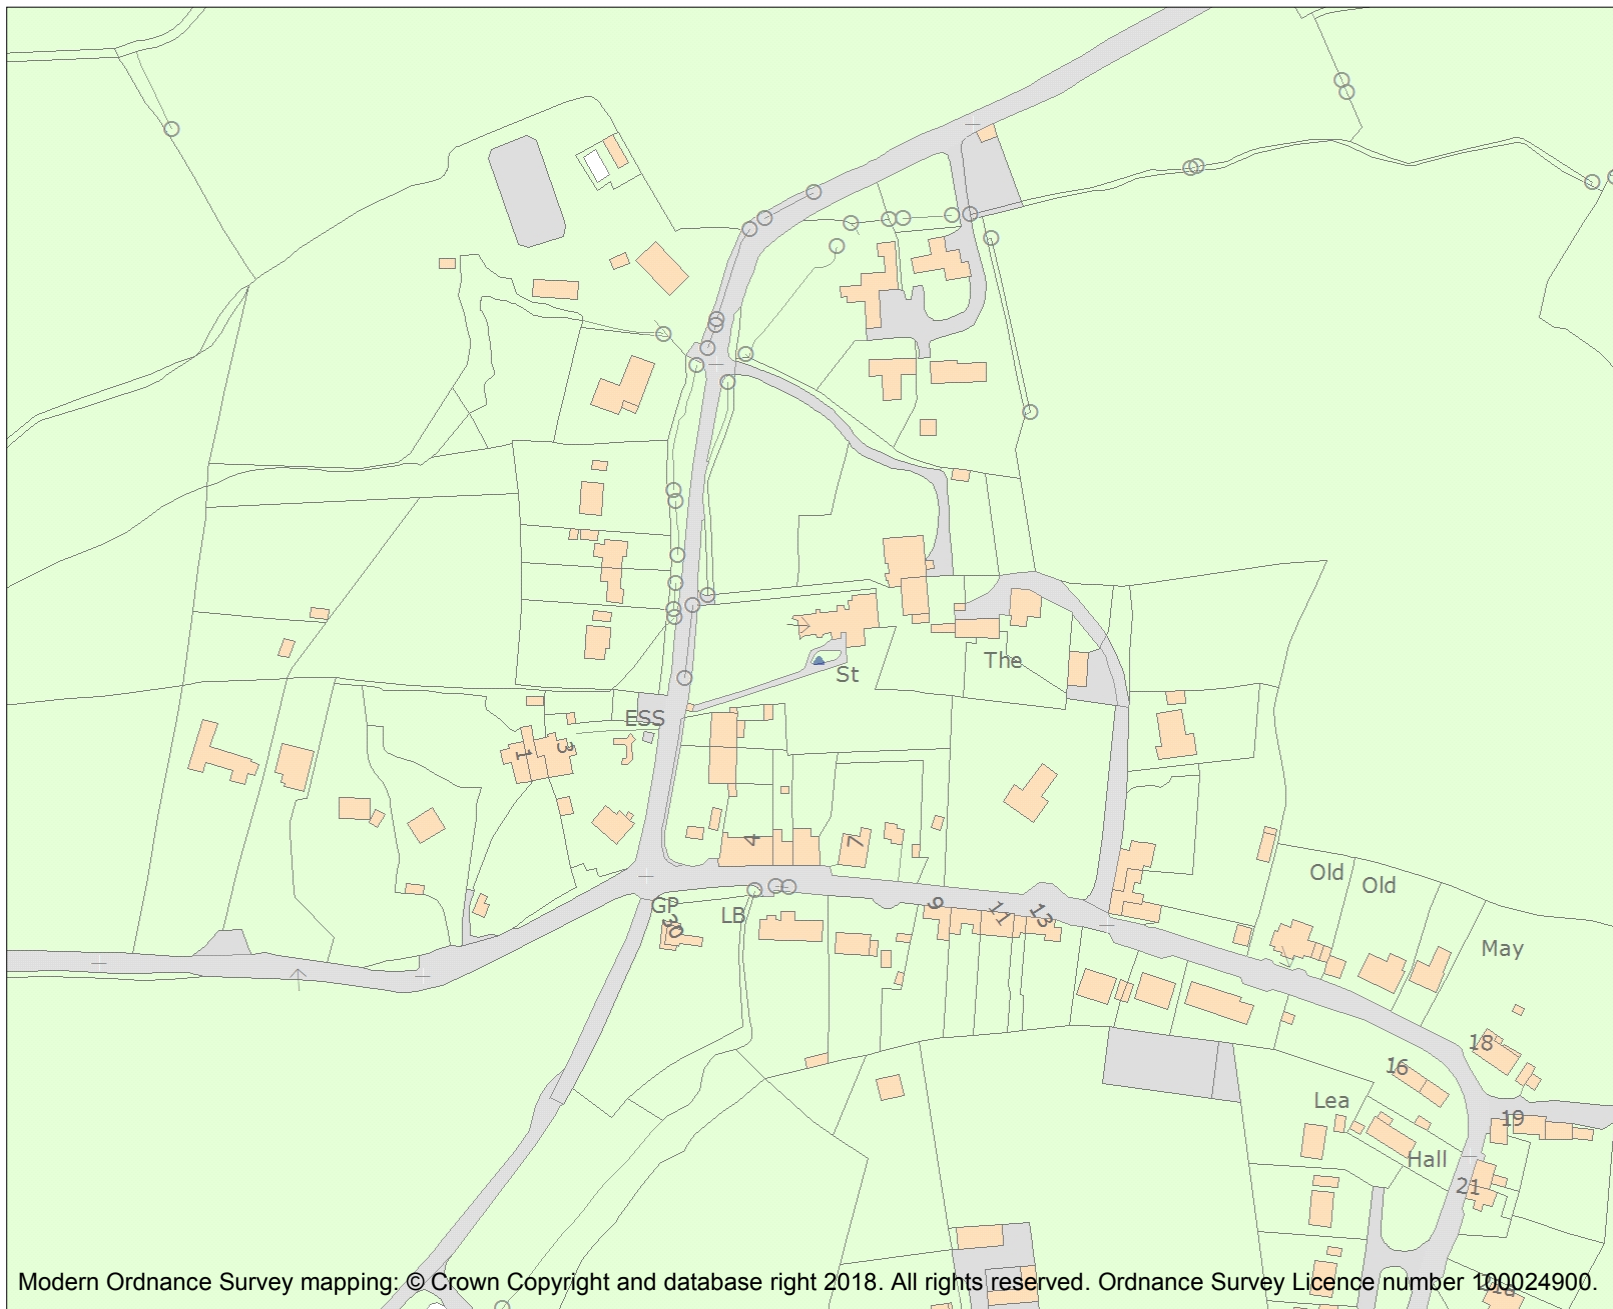 The
St
ESS
1
3
4
7
Old
Old
9
11
13
GP
30
LB
May
18
16
Lea
19
Hall
21
Modern Ordnance Survey mapping: © Crown Copyright and database right 2018. All rights reserved. Ordnance Survey Licence number 100024900.